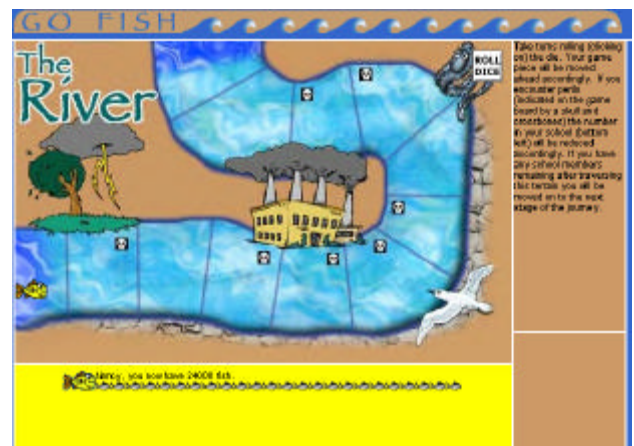 GO FISH
The
River
ROLL
DICE
Take turns rolling (clicking
on) the die. Your game
piece will be moved
ahead accordingly. If you
encounter perils
(indicated on the game
board by a skull and
crossbones) the number
in your school (bottom
left) will be reduced
accordingly. If you have
any school members
remaining after traversing
this terrain you will be
moved on to the next
stage of the journey.
you now have 24000 fish.